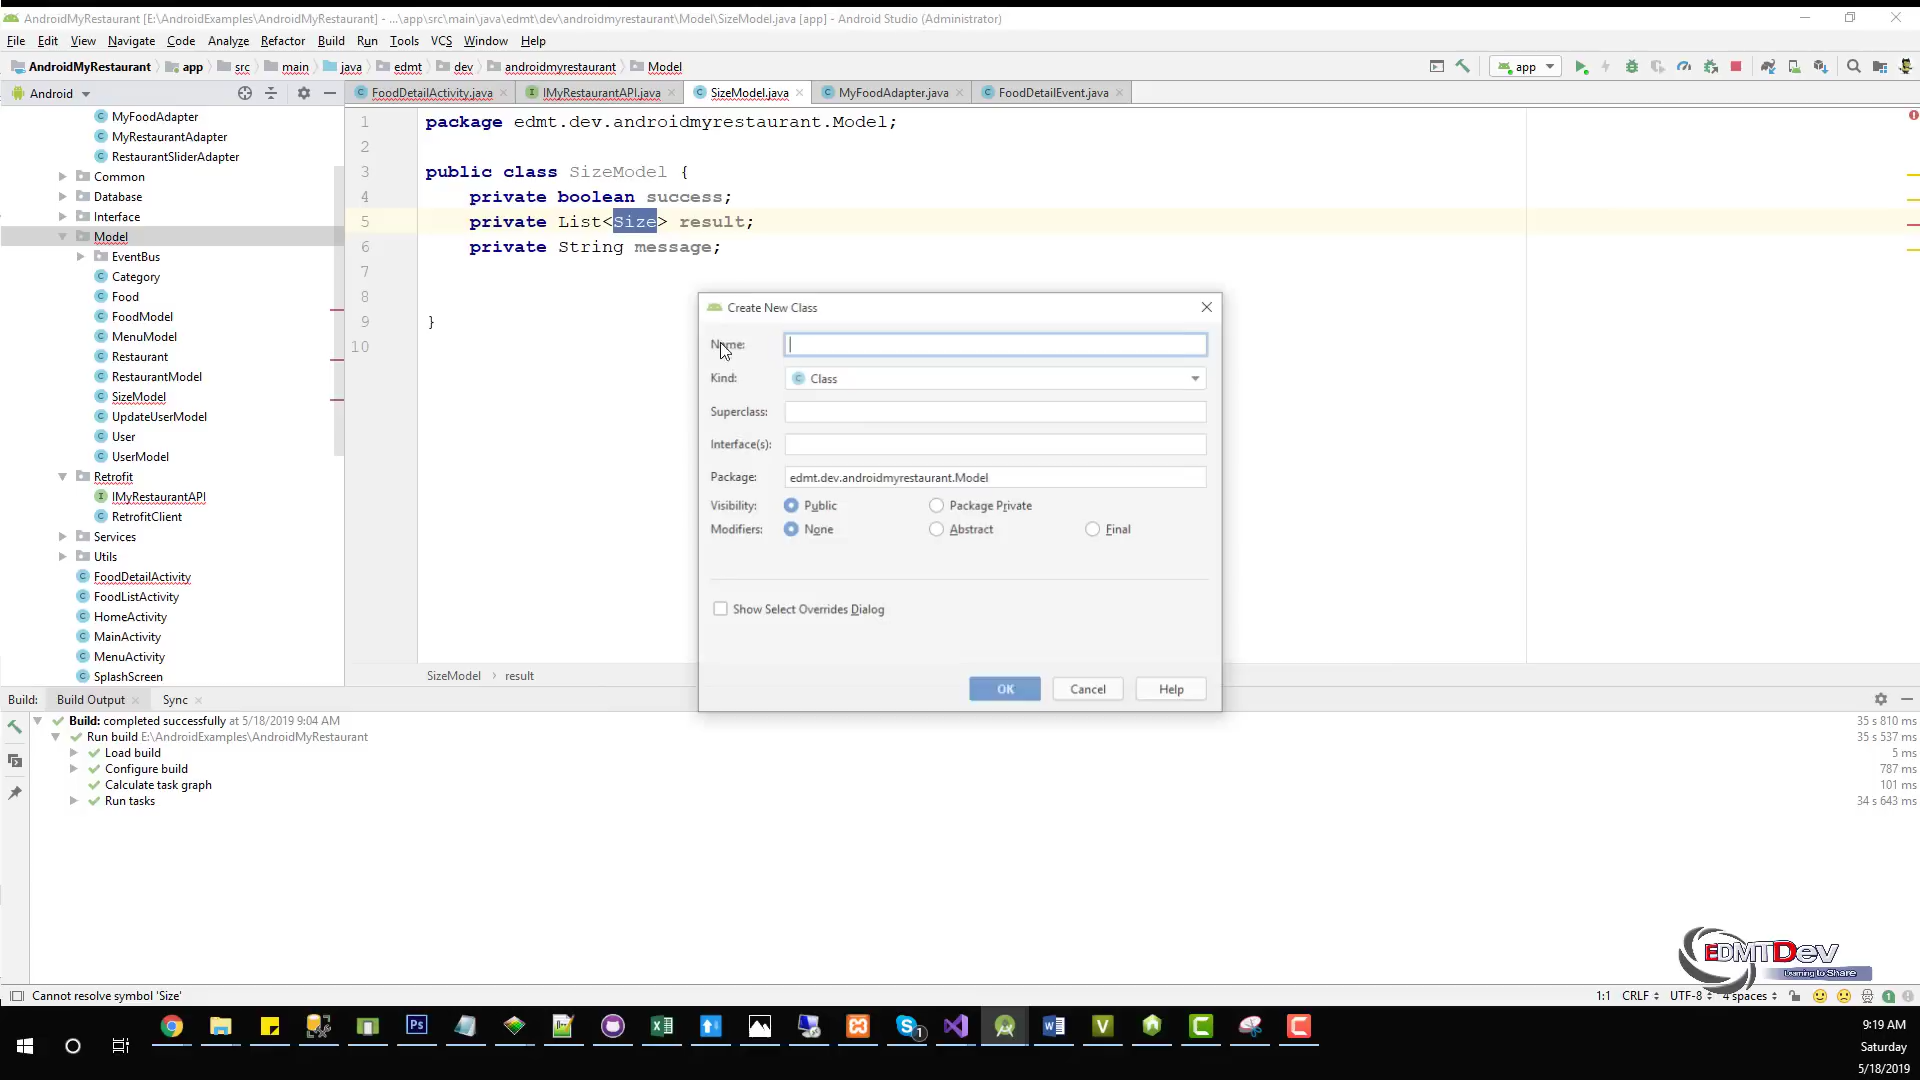 AndroidMyRestaurant [E:\AndroidExamples\AndroidMyRestaurant] - ...\app\src\main\java\edmt\dev\androidmyrestaurant\Model\SizeModel.java [app] - Android Studio (Administrator)
File Edit View Navigate Code Analyze Refactor Build Run Tools VCS Window Help
AndroidMyRestaurant app src main java edmt dev androidmyrestaurant Model app
Android FoodDetailActivity.java IMyRestaurantAPI.java SizeModel.java MyFoodAdapter.java FoodDetailEvent.java
MyFoodAdapter
MyRestaurantAdapter
RestaurantSliderAdapter
Common
Database
Interface
Model
EventBus
Category
Food
FoodModel
MenuModel
Restaurant
RestaurantModel
SizeModel
UpdateUserModel
User
UserModel
Retrofit
IMyRestaurantAPI
RetrofitClient
Services
Utils
FoodDetailActivity
FoodListActivity
HomeActivity
MainActivity
MenuActivity
SplashScreen
1 package edmt.dev.androidmyrestaurant.Model;
2
3 public class SizeModel {
4 private boolean success;
5 private List<Size> result;
6 private String message;
7
8
9 }
10
SizeModel › result
Create New Class
Name:
Kind: Class
Superclass:
Interface(s):
Package: edmt.dev.androidmyrestaurant.Model
Visibility: Public Package Private
Modifiers: None Abstract Final
Show Select Overrides Dialog
OK Cancel Help
Build: Build Output Sync
Build: completed successfully at 5/18/2019 9:04 AM 35 s 810 ms
Run build E:\AndroidExamples\AndroidMyRestaurant 35 s 537 ms
Load build 5 ms
Configure build 787 ms
Calculate task graph 101 ms
Run tasks 34 s 643 ms
EDMTDev
Learning to Share
Cannot resolve symbol 'Size' 1:1 CRLF UTF-8 4 spaces 1
9:19 AM
Saturday
5/18/2019